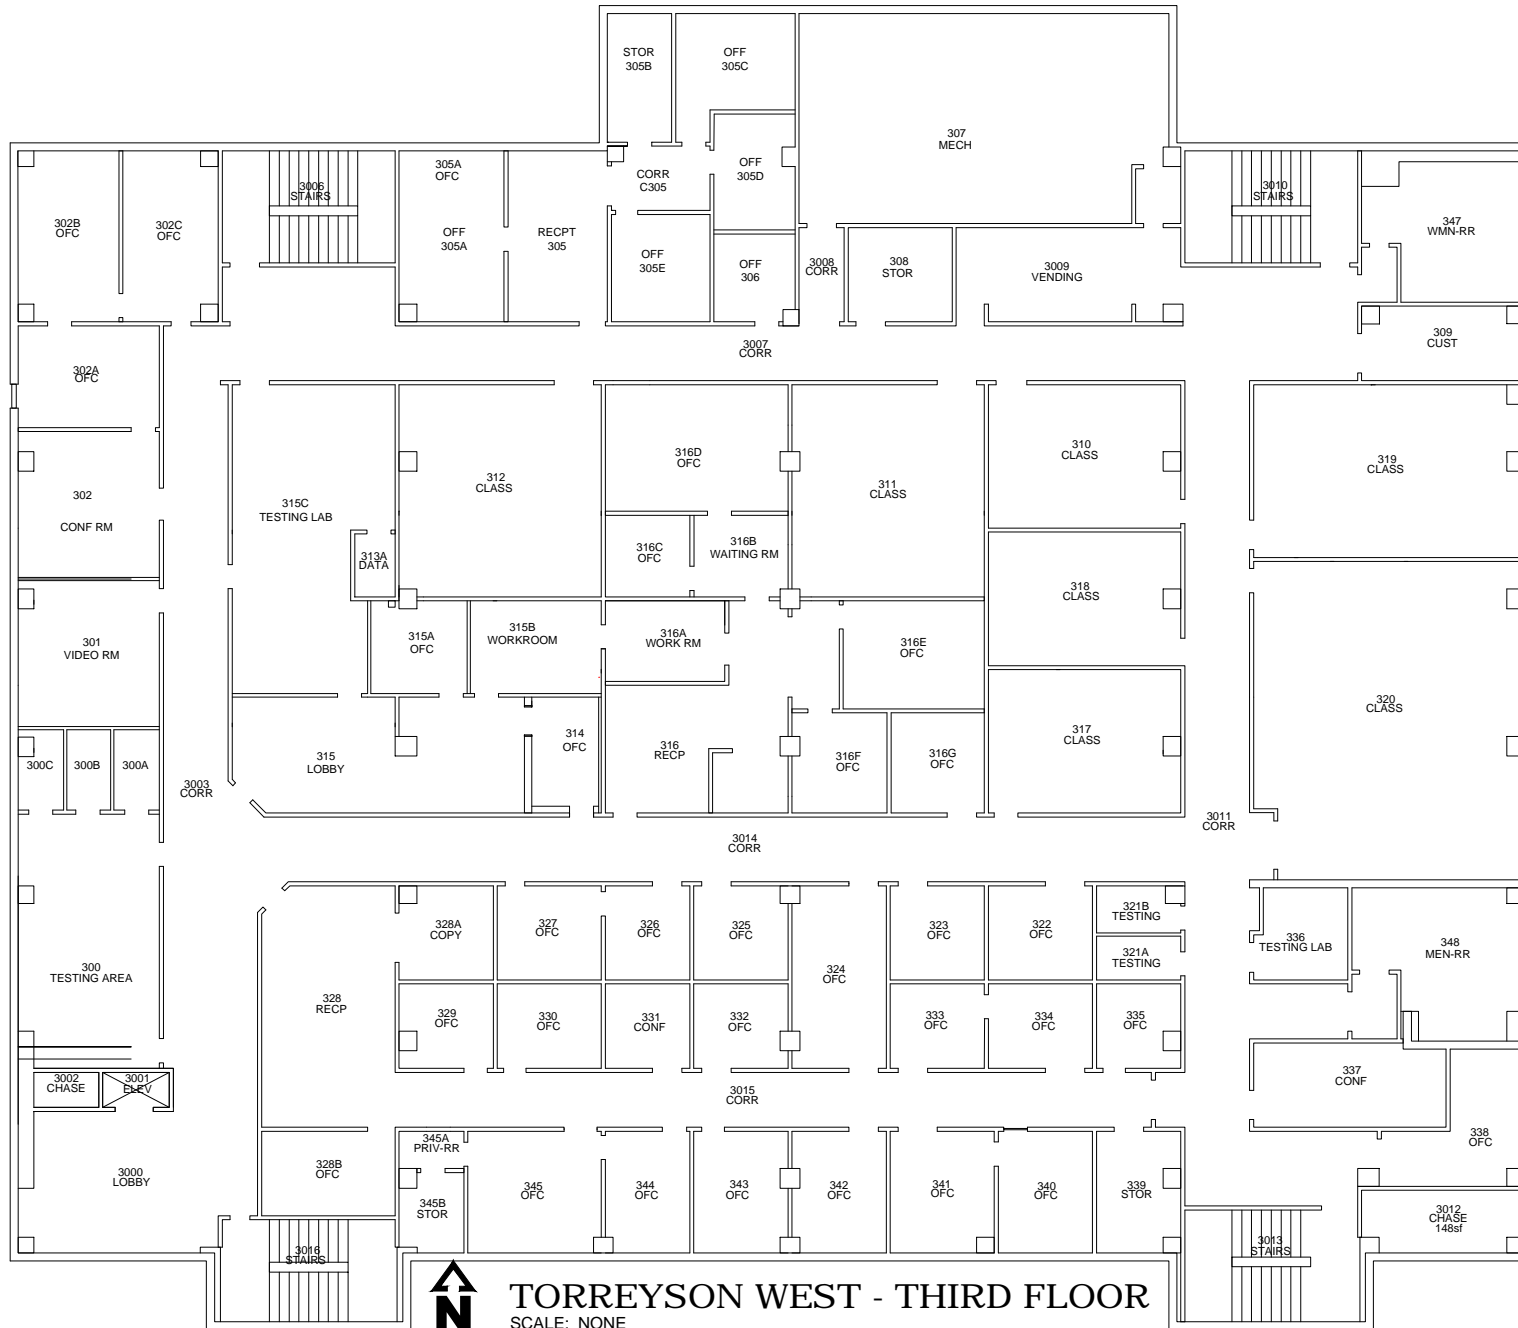 STOR
305B
OFF
305C
307
MECH
305A
OFC
CORR
C305
OFF
305D
3006
STAIRS
3010
STAIRS
302B
OFC
302C
OFC
OFF
305A
RECPT
305
OFF
305E
OFF
306
3008
CORR
308
STOR
3009
VENDING
347
WMN-RR
309
CUST
3007
CORR
302A
OFC
302
CONF RM
315C
TESTING LAB
313A
DATA
312
CLASS
316D
OFC
316C
OFC
316B
WAITING RM
311
CLASS
310
CLASS
319
CLASS
318
CLASS
301
VIDEO RM
315A
OFC
315B
WORKROOM
316A
WORK RM
316E
OFC
320
CLASS
317
CLASS
300C
300B
300A
3003
CORR
315
LOBBY
314
OFC
316
RECP
316F
OFC
316G
OFC
3014
CORR
3011
CORR
300
TESTING AREA
328
RECP
328A
COPY
327
OFC
326
OFC
325
OFC
324
OFC
323
OFC
322
OFC
321B
TESTING
321A
TESTING
336
TESTING LAB
348
MEN-RR
329
OFC
330
OFC
331
CONF
332
OFC
333
OFC
334
OFC
335
OFC
3002
CHASE
3001
ELEV
3015
CORR
337
CONF
338
OFC
3000
LOBBY
328B
OFC
345A
PRIV-RR
345B
STOR
345
OFC
344
OFC
343
OFC
342
OFC
341
OFC
340
OFC
339
STOR
3012
CHASE
148sf
3016
STAIRS
3013
STAIRS
N
TORREYSON WEST - THIRD FLOOR
SCALE: NONE